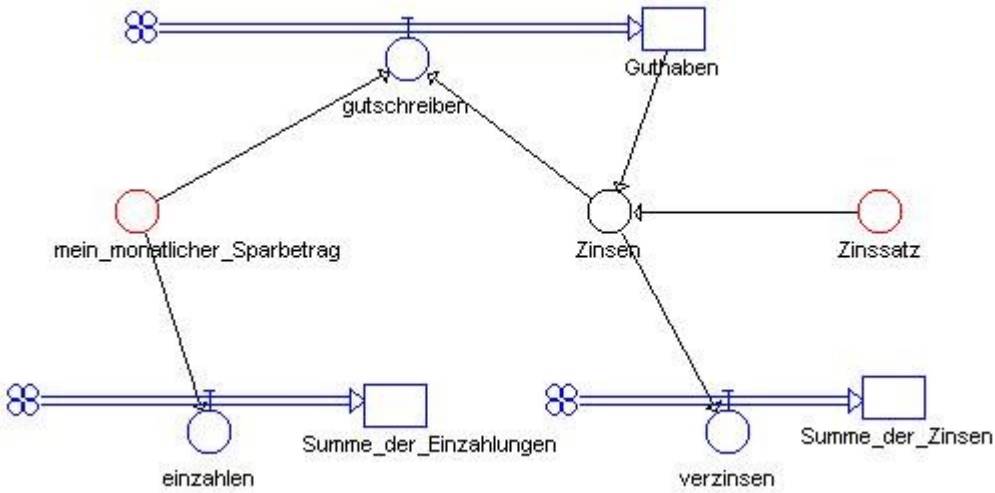 Guthaben
gutschreiben
mein_monatlicher_Sparbetrag
Zinsen
Zinssatz
Summe_der_Einzahlungen
Summe_der_Zinsen
einzahlen
verzinsen